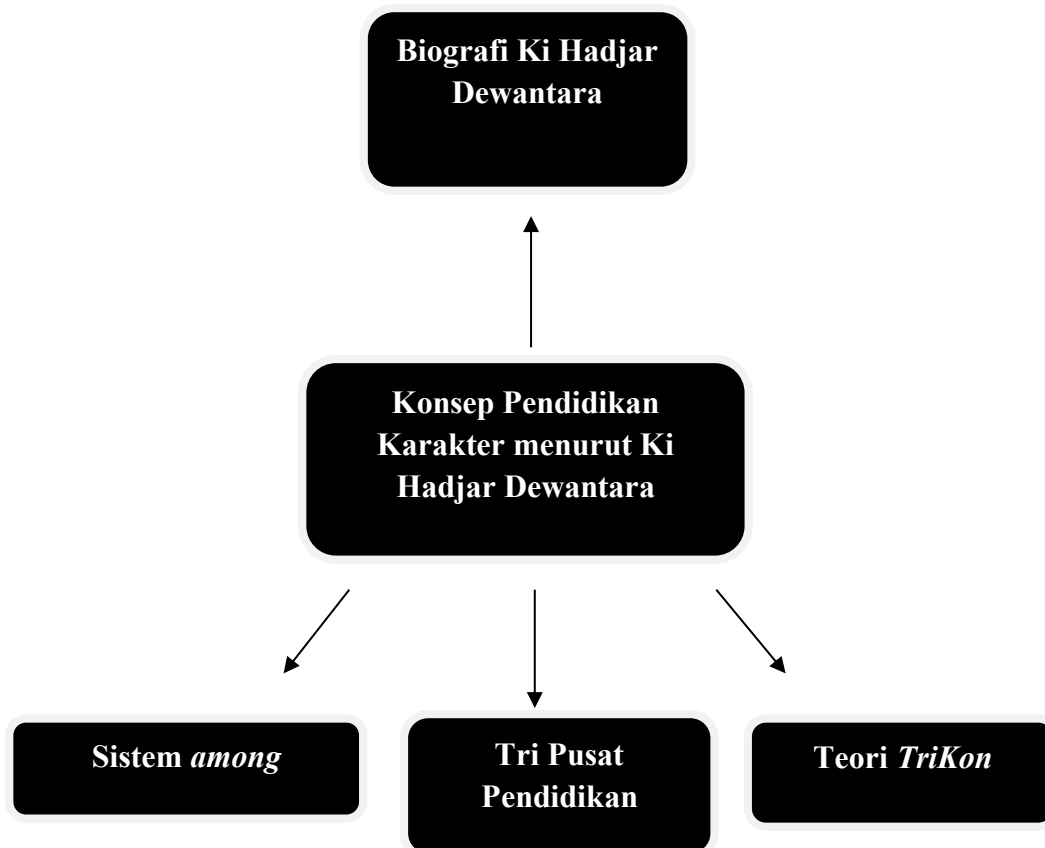 Biografi Ki Hadjar
Dewantara
Konsep Pendidikan
Karakter menurut Ki
Hadjar Dewantara
Sistem among
Tri Pusat
Pendidikan
Teori TriKon